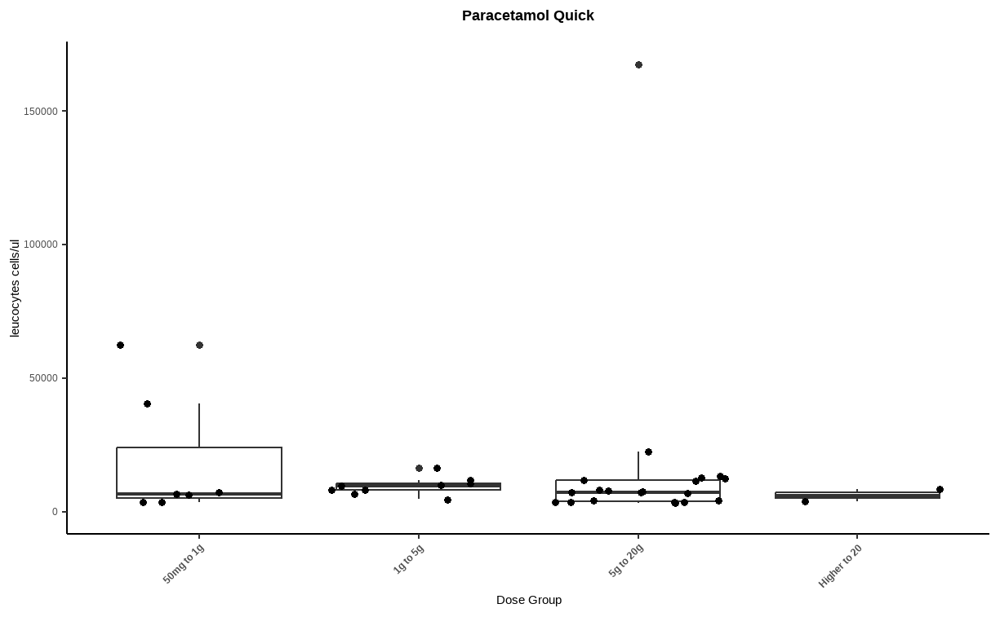 Paracetamol Quick
leucocytes cells/ul
150000
100000
50000
0
50mg to 1g
1g to 5g
5g to 20g
Higher to 20
Dose Group